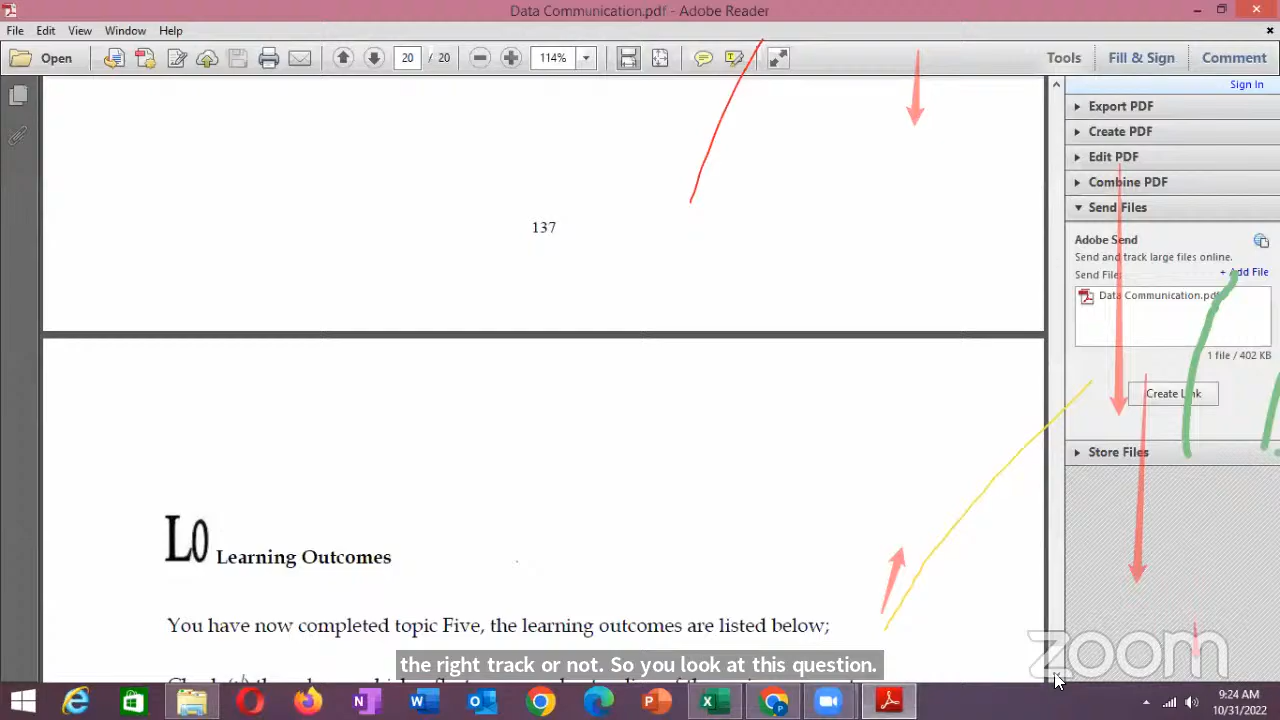 Data Communication.pdf - Adobe Reader
File Edit View Window Help
Open 20 / 20 114% Tools Fill & Sign Comment
Sign In
Export PDF
Create PDF
Edit PDF
Combine PDF
Send Files
Adobe Send
Send and track large files online.
Send File: + Add File
Data Communication.pdf
1 file / 402 KB
Create Link
Store Files
137
LO Learning Outcomes
You have now completed topic Five, the learning outcomes are listed below;
the right track or not. So you look at this question.
zoom
9:24 AM
10/31/2022